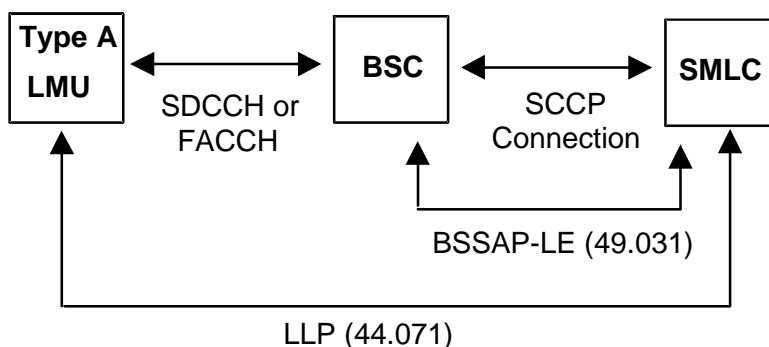 Type A
LMU
BSC
SMLC
SDCCH or
FACCH
SCCP
Connection
BSSAP-LE (49.031)
LLP (44.071)